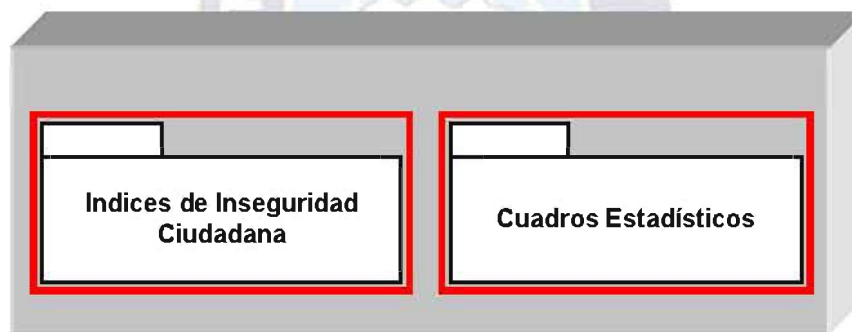 Indices de Inseguridad
Ciudadana
Cuadros Estadísticos